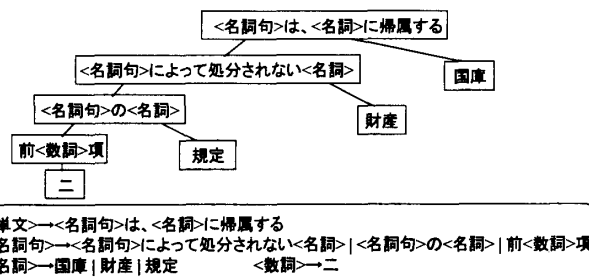 <名詞句>は、<名詞>に帰属する
<名詞句>によって処分されない<名詞>
国庫
<名詞句>の<名詞>
財産
前<数詞>項
規定
二
単文>→<名詞句>は、<名詞>に帰属する
名詞句>→<名詞句>によって処分されない<名詞> | <名詞句>の<名詞> | 前<数詞>項
名詞>→国庫 | 財産 | 規定 <数詞>→二